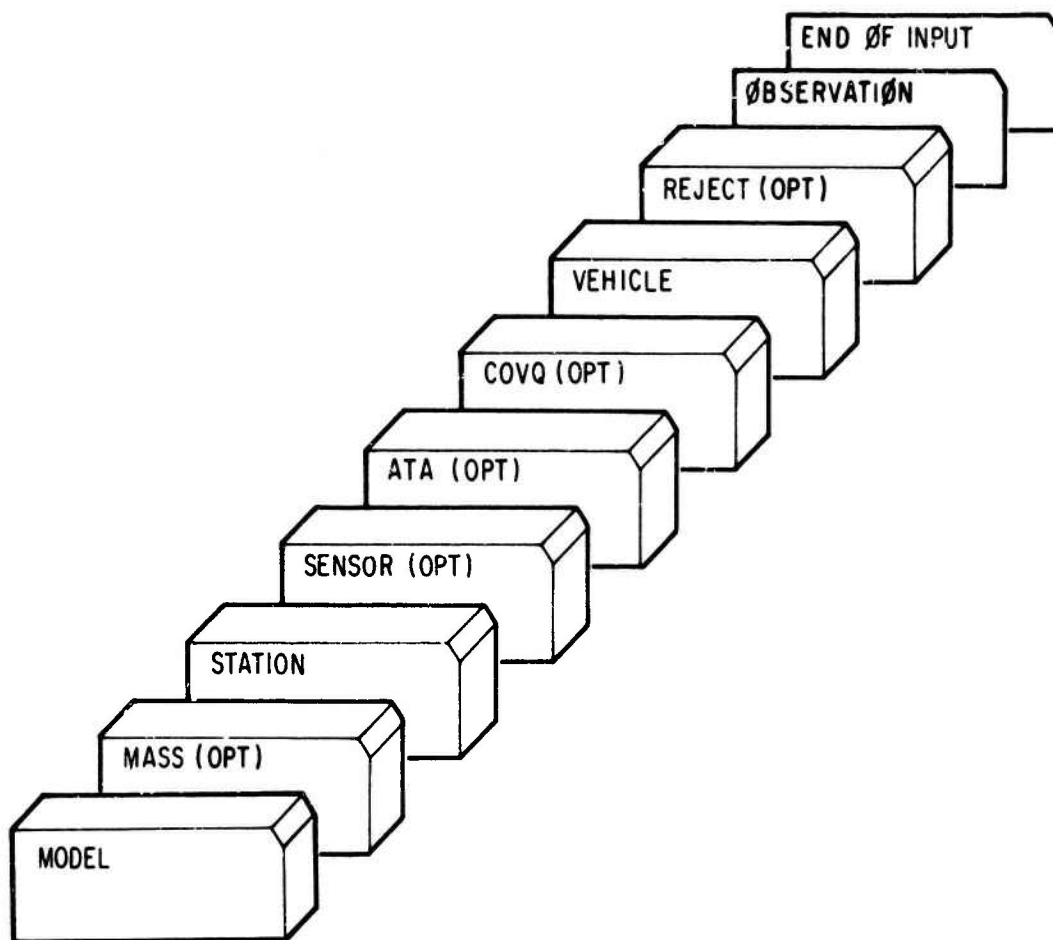 END ØF INPUT
ØBSERVATIØN
REJECT (OPT)
VEHICLE
COVQ (OPT)
ATA (OPT)
SENSOR (OPT)
STATION
MASS (OPT)
MODEL